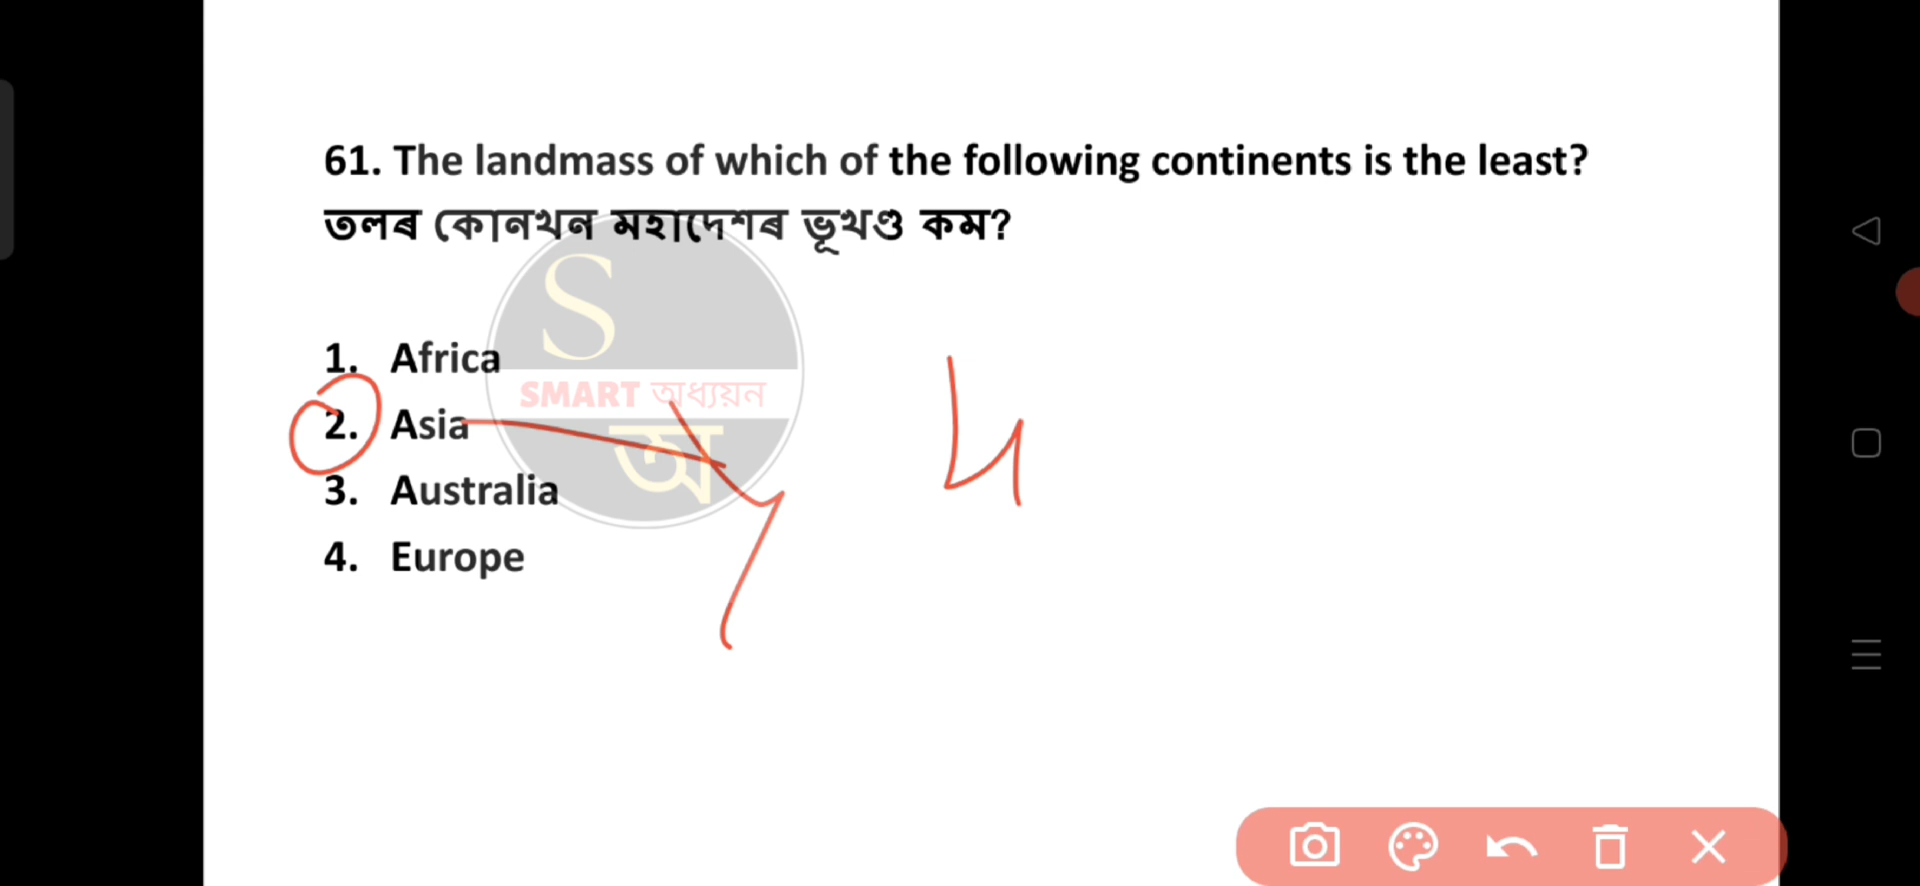 61. The landmass of which of the following continents is the least?
তলৰ কোনখন মহাদেশৰ ভূখণ্ড কম?
S
1. Africa
SMART অধ্যয়ন
2. Asia
অ
3. Australia
4. Europe